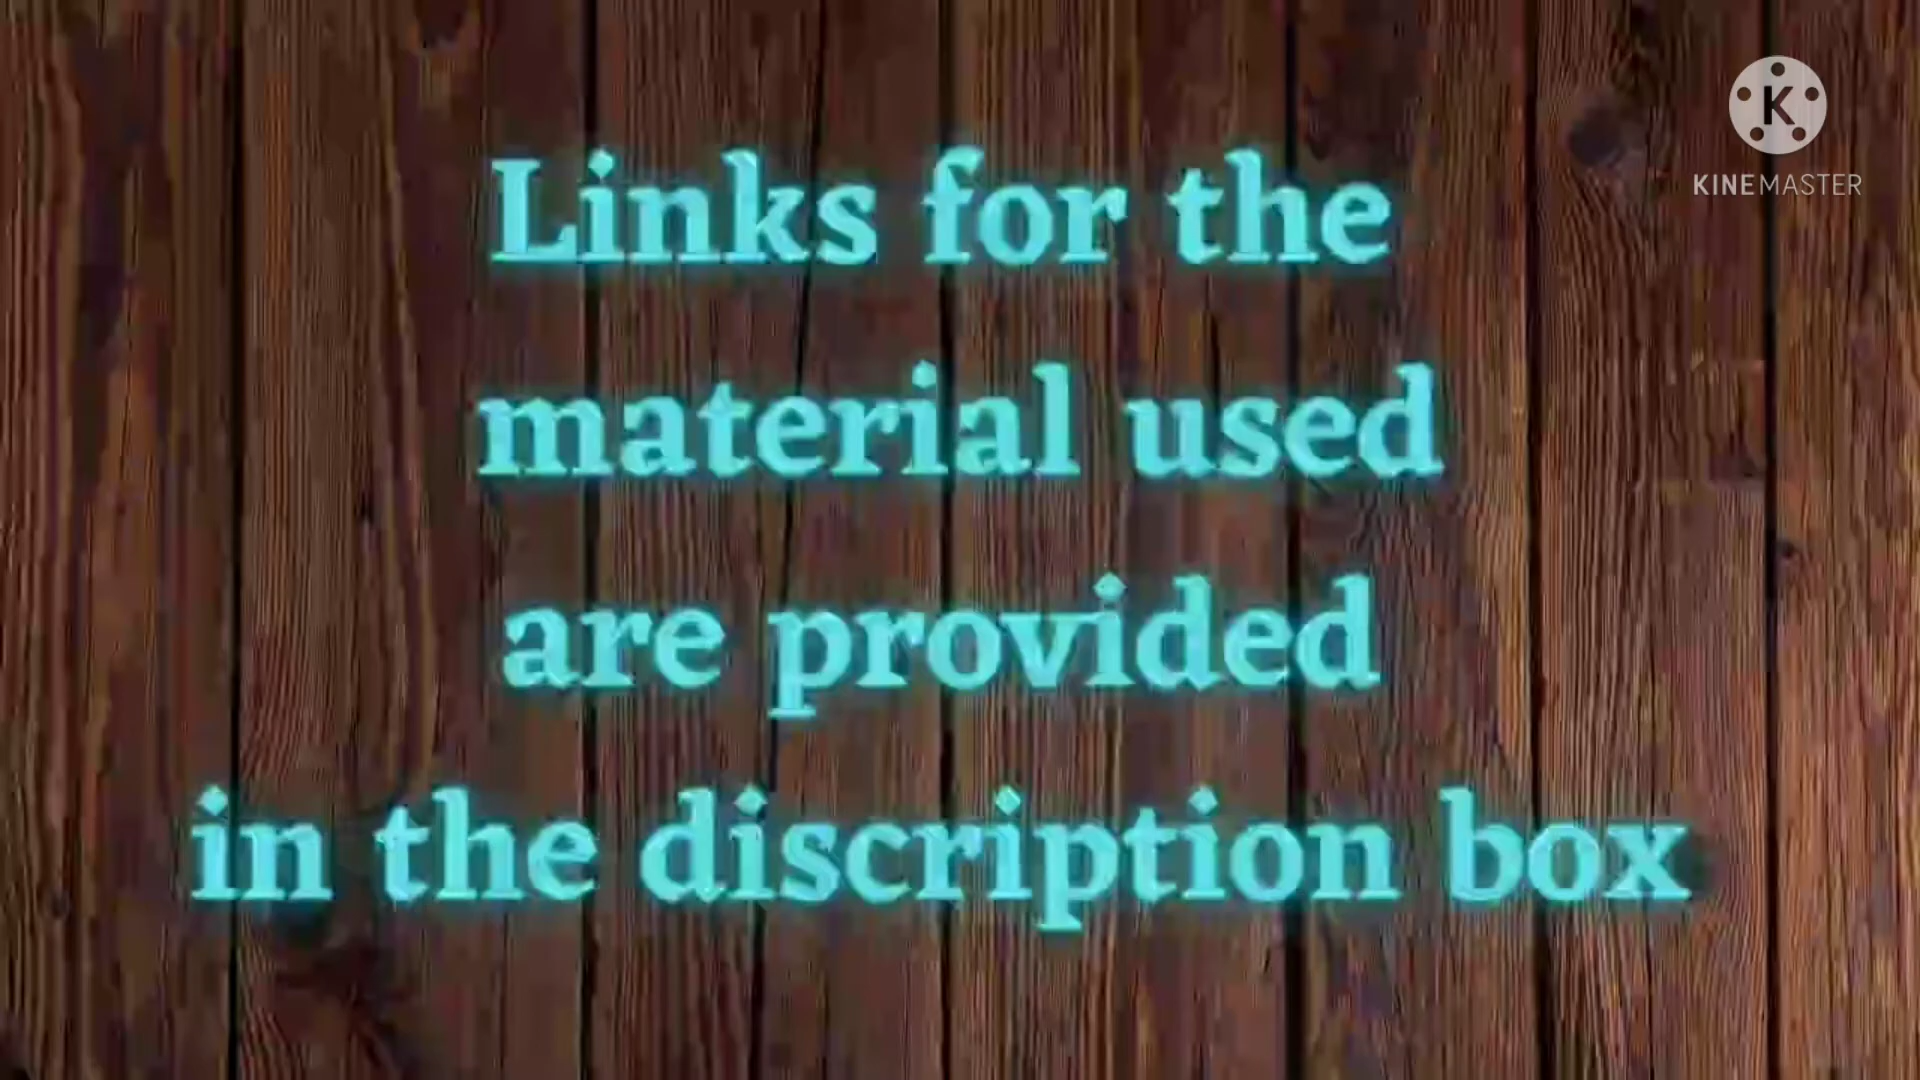 Links for the
material used
are provided
in the discription box
K
KINEMASTER